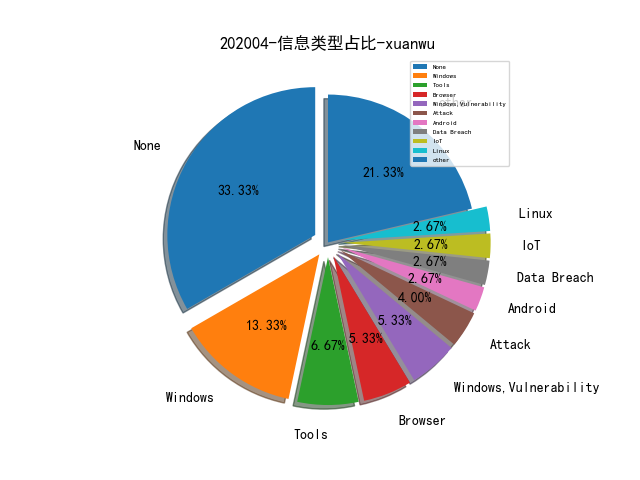 202004-信息类型占比-xuanwu
None
Windows
Tools
Browser
Windows,Vulnerability
Attack
Android
Data Breach
IoT
Linux
other
other
None
33.33%
21.33%
Linux
2.67%
IoT
2.67%
Data Breach
2.67%
Android
2.67%
Attack
4.00%
Windows,Vulnerability
5.33%
Browser
5.33%
Tools
6.67%
Windows
13.33%